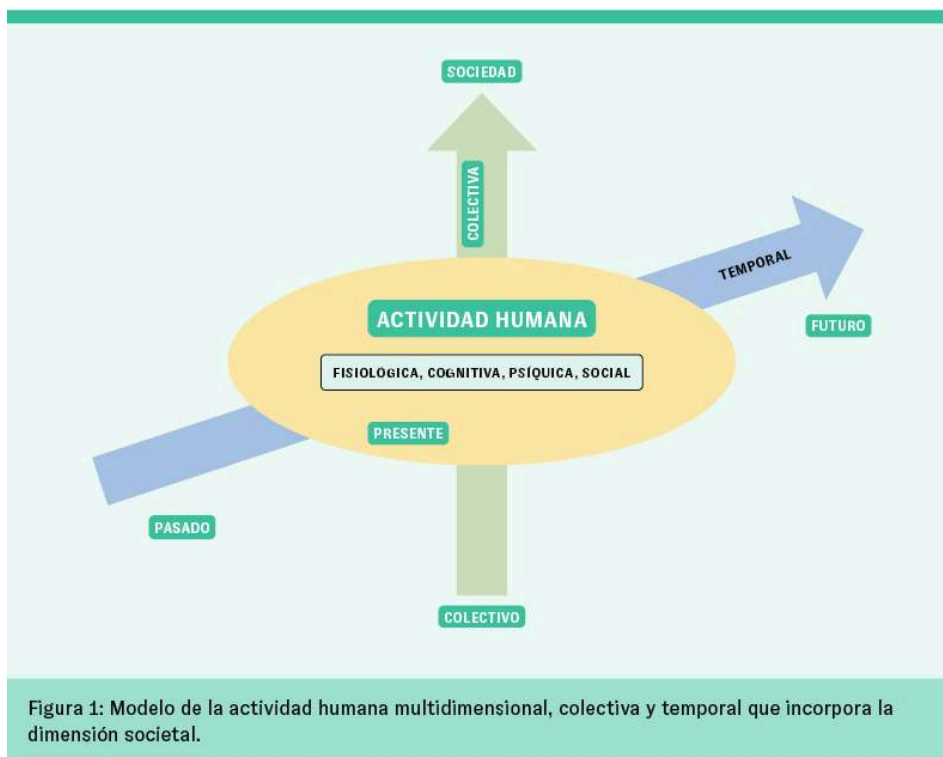 SOCIEDAD
COLECTIVA
TEMPORAL
ACTIVIDAD HUMANA
FUTURO
FISIOLÓGICA, COGNITIVA, PSÍQUICA, SOCIAL
PRESENTE
PASADO
COLECTIVO
Figura 1: Modelo de la actividad humana multidimensional, colectiva y temporal que incorpora la
dimensión societal.